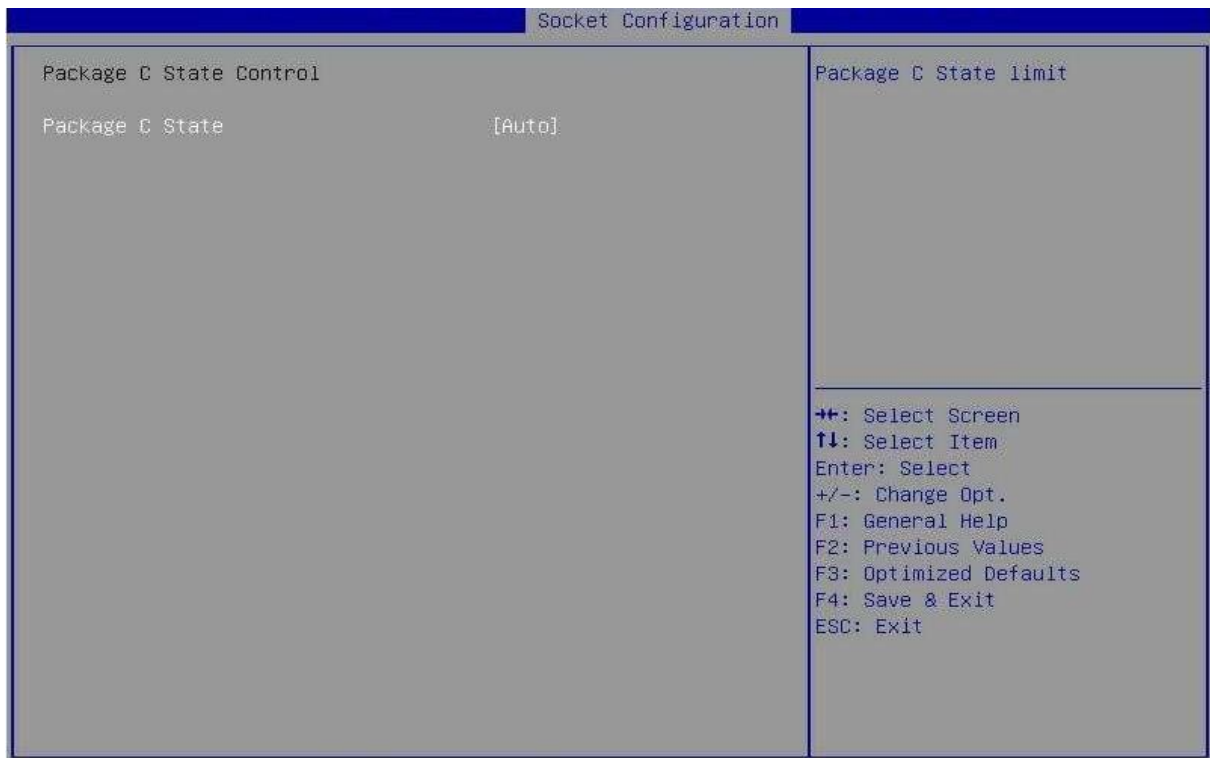 Socket Configuration
Package C State Control
Package C State [Auto]
Package C State limit
→←: Select Screen
↑↓: Select Item
Enter: Select
+/-: Change Opt.
F1: General Help
F2: Previous Values
F3: Optimized Defaults
F4: Save & Exit
ESC: Exit